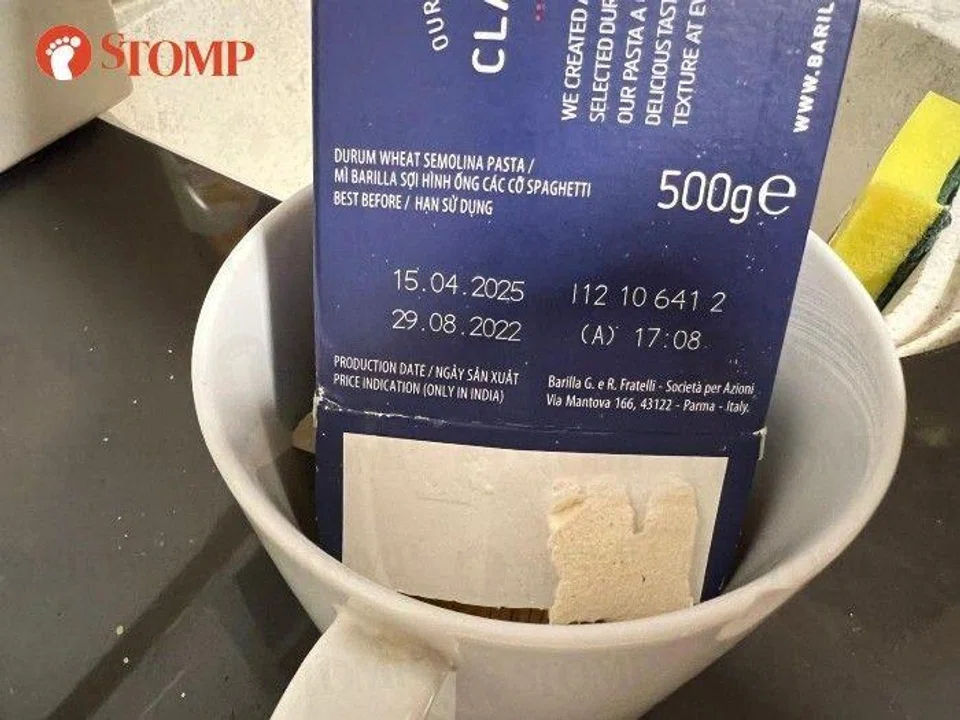 STOMP
OUR
CLA
WE CREATED A
SELECTED DUR
OUR PASTA A
DELICIOUS TAST
TEXTURE AT EV
WWW.BARIL
DURUM WHEAT SEMOLINA PASTA /
MÌ BARILLA SỢI HÌNH ỐNG CÁC CỠ SPAGHETTI
BEST BEFORE / HẠN SỬ DỤNG
500g e
15.04.2025
29.08.2022
I12 10 641 2
(A) 17:08
PRODUCTION DATE / NGÀY SẢN XUẤT
PRICE INDICATION (ONLY IN INDIA)
Barilla G. e R. Fratelli - Società per Azioni
Via Mantova 166, 43122 - Parma - Italy.